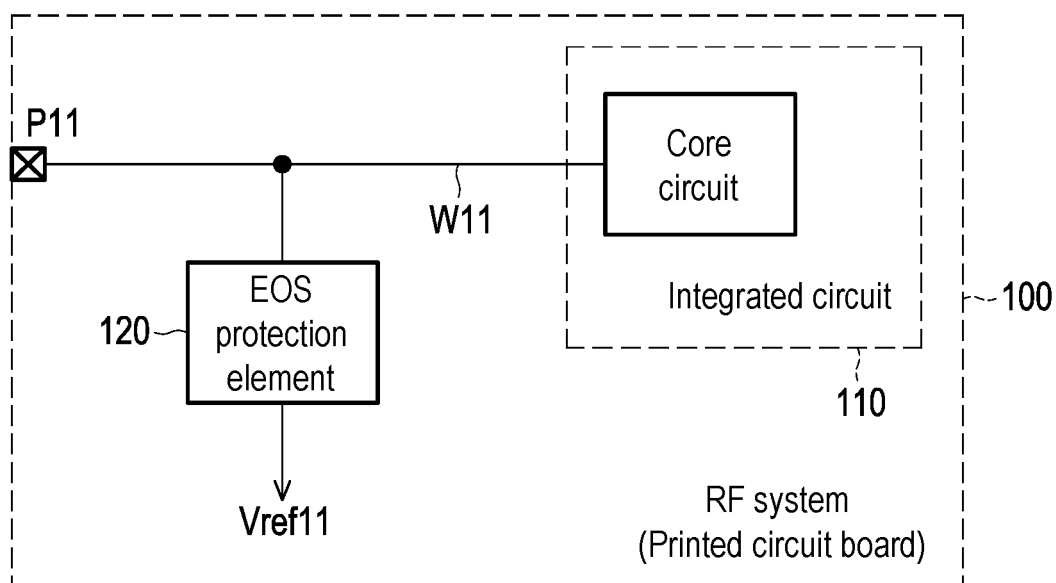 P11
Core
circuit
W11
EOS
protection
element
120
Integrated circuit
100
110
Vref11
RF system
(Printed circuit board)